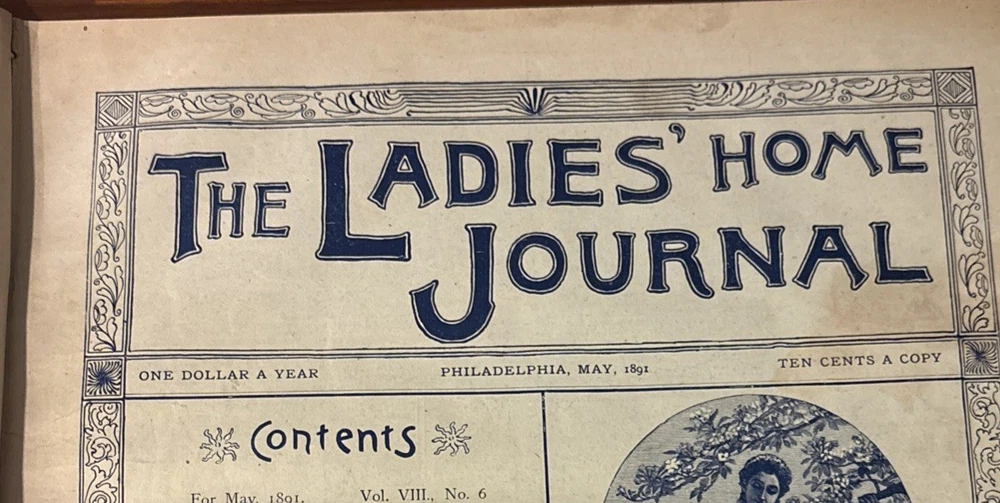 THE LADIES' HOME
JOURNAL
ONE DOLLAR A YEAR PHILADELPHIA, MAY, 1891 TEN CENTS A COPY
Contents
For May, 1891. Vol. VIII., No. 6